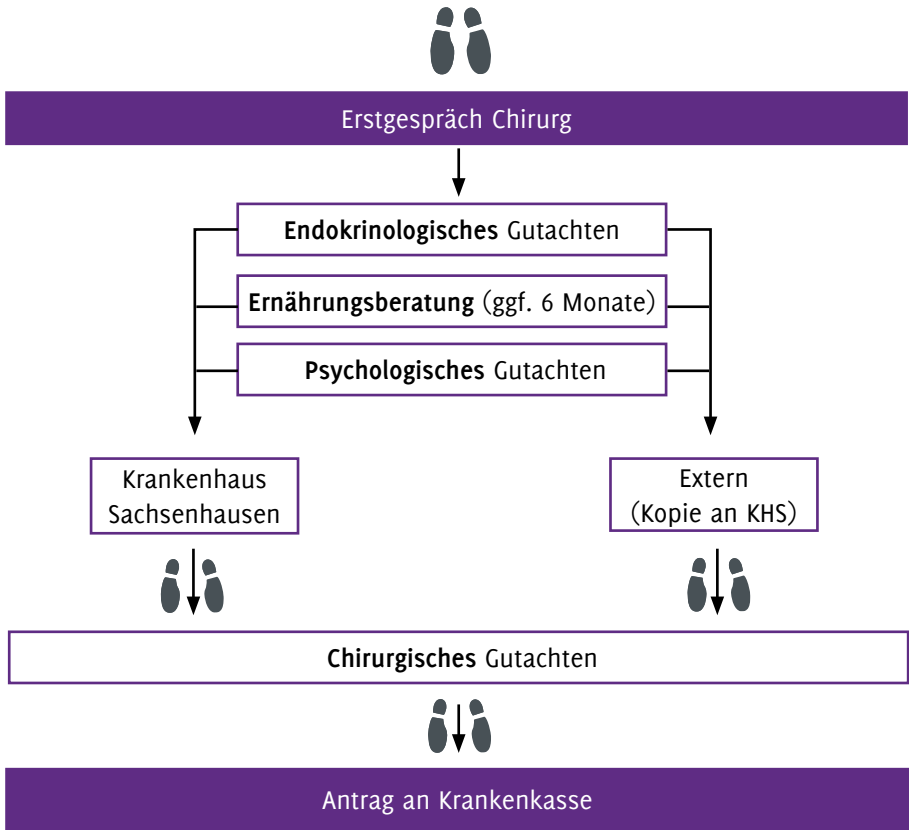 Erstgespräch Chirurg
Endokrinologisches Gutachten
Ernährungsberatung (ggf. 6 Monate)
Psychologisches Gutachten
Krankenhaus
Sachsenhausen
Extern
(Kopie an KHS)
Chirurgisches Gutachten
Antrag an Krankenkasse